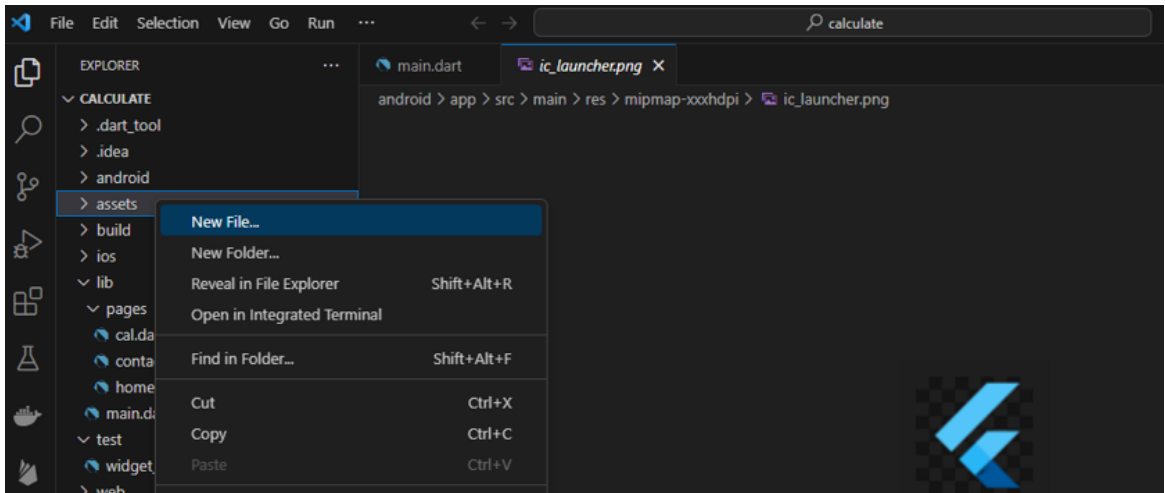 File Edit Selection View Go Run ··· calculate
EXPLORER ···
main.dart
ic_launcher.png
android > app > src > main > res > mipmap-xxxhdpi > ic_launcher.png
CALCULATE
.dart_tool
.idea
android
assets
build
ios
lib
pages
cal.da
conta
home
main.da
test
widget_
web
New File...
New Folder...
Reveal in File Explorer Shift+Alt+R
Open in Integrated Terminal
Find in Folder... Shift+Alt+F
Cut Ctrl+X
Copy Ctrl+C
Paste Ctrl+V